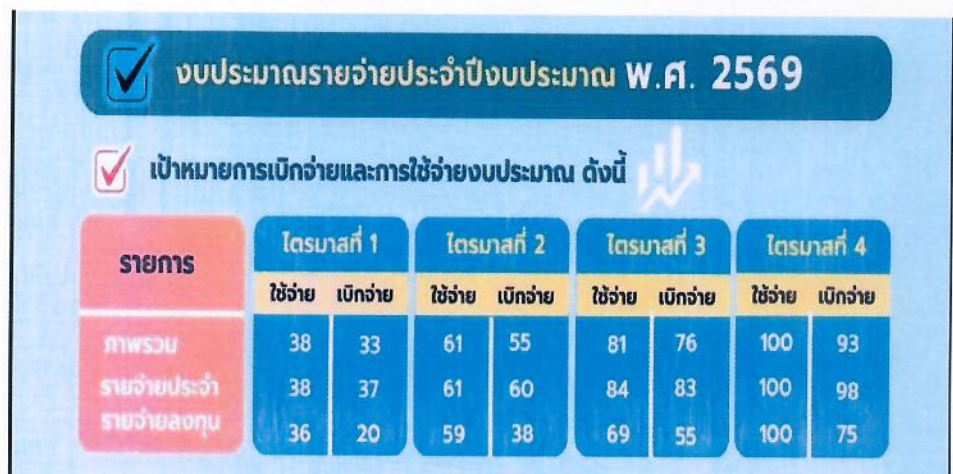 งบประมาณรายจ่ายประจำปีงบประมาณ พ.ศ. 2569
เป้าหมายการเบิกจ่ายและการใช้จ่ายงบประมาณ ดังนี้
รายการ ไตรมาสที่ 1 ไตรมาสที่ 2 ไตรมาสที่ 3 ไตรมาสที่ 4
ใช้จ่าย เบิกจ่าย ใช้จ่าย เบิกจ่าย ใช้จ่าย เบิกจ่าย ใช้จ่าย เบิกจ่าย
ภาพรวม 38 33 61 55 81 76 100 93
รายจ่ายประจำ 38 37 61 60 84 83 100 98
รายจ่ายลงทุน 36 20 59 38 69 55 100 75